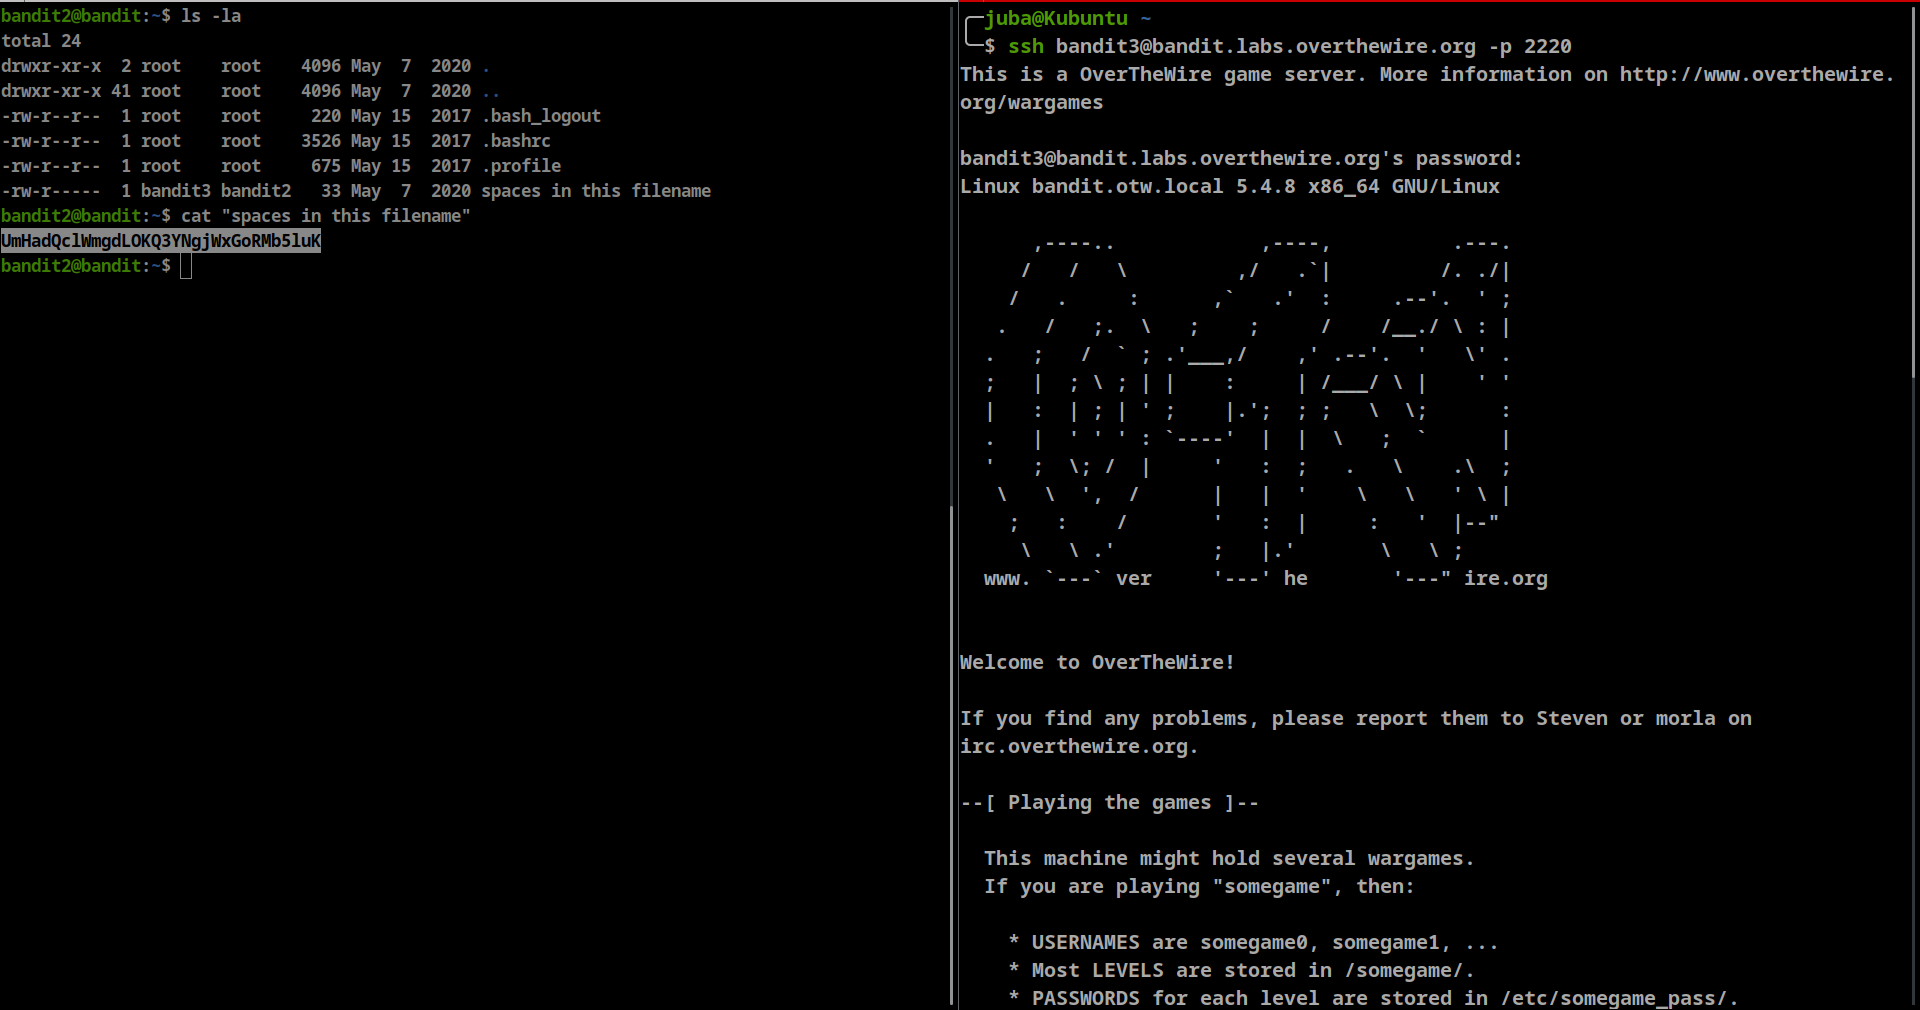 bandit2@bandit:~$ ls -la
total 24
drwxr-xr-x  2 root    root    4096 May  7  2020 .
drwxr-xr-x 41 root    root    4096 May  7  2020 ..
-rw-r--r--  1 root    root     220 May 15  2017 .bash_logout
-rw-r--r--  1 root    root    3526 May 15  2017 .bashrc
-rw-r--r--  1 root    root     675 May 15  2017 .profile
-rw-r-----  1 bandit3 bandit2   33 May  7  2020 spaces in this filename
bandit2@bandit:~$ cat "spaces in this filename"
UmHadQclWmgdLOKQ3YNgjWxGoRMb5luK
bandit2@bandit:~$
juba@Kubuntu ~
$ ssh bandit3@bandit.labs.overthewire.org -p 2220
This is a OverTheWire game server. More information on http://www.overthewire.
org/wargames
bandit3@bandit.labs.overthewire.org's password:
Linux bandit.otw.local 5.4.8 x86_64 GNU/Linux
www. `---` ver     '---' he       '---" ire.org
Welcome to OverTheWire!
If you find any problems, please report them to Steven or morla on
irc.overthewire.org.
--[ Playing the games ]--
This machine might hold several wargames.
If you are playing "somegame", then:
* USERNAMES are somegame0, somegame1, ...
* Most LEVELS are stored in /somegame/.
* PASSWORDS for each level are stored in /etc/somegame_pass/.